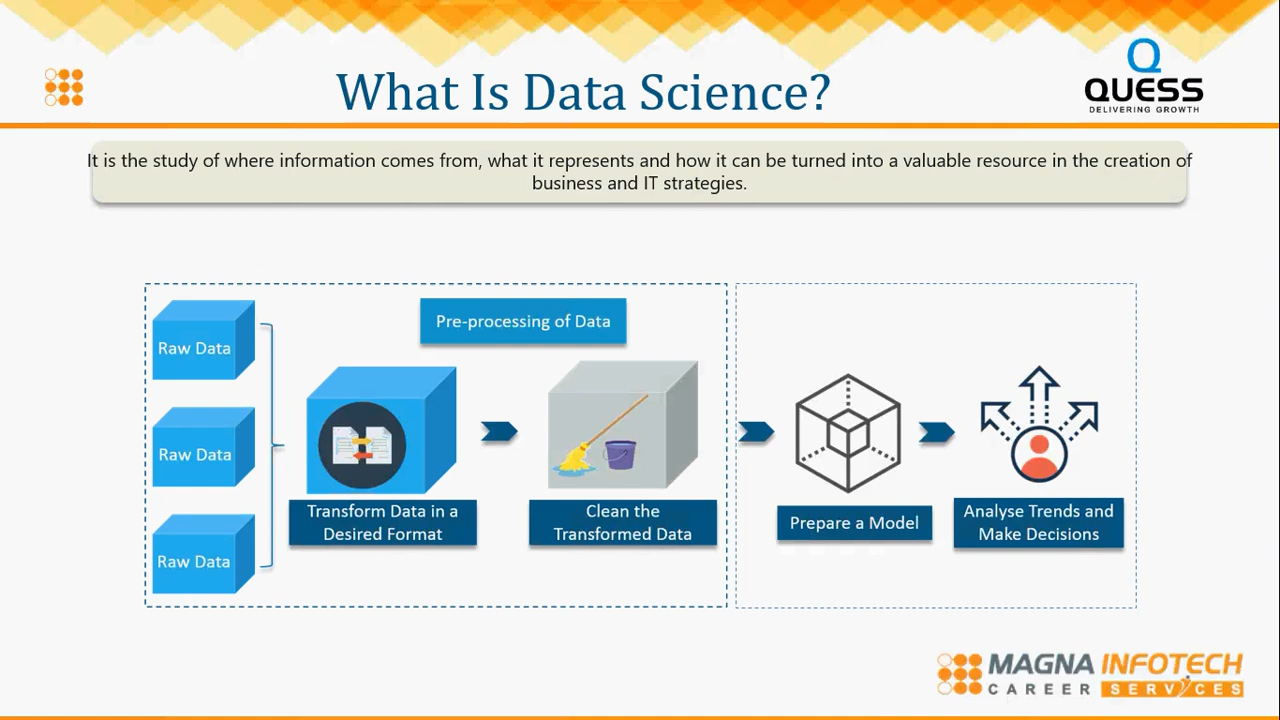 What Is Data Science?
Q
QUESS
DELIVERING GROWTH
It is the study of where information comes from, what it represents and how it can be turned into a valuable resource in the creation of
business and IT strategies.
Pre-processing of Data
Raw Data
Raw Data
Raw Data
Transform Data in a
Desired Format
Clean the
Transformed Data
Prepare a Model
Analyse Trends and
Make Decisions
MAGNA INFOTECH
CAREER SERVICES